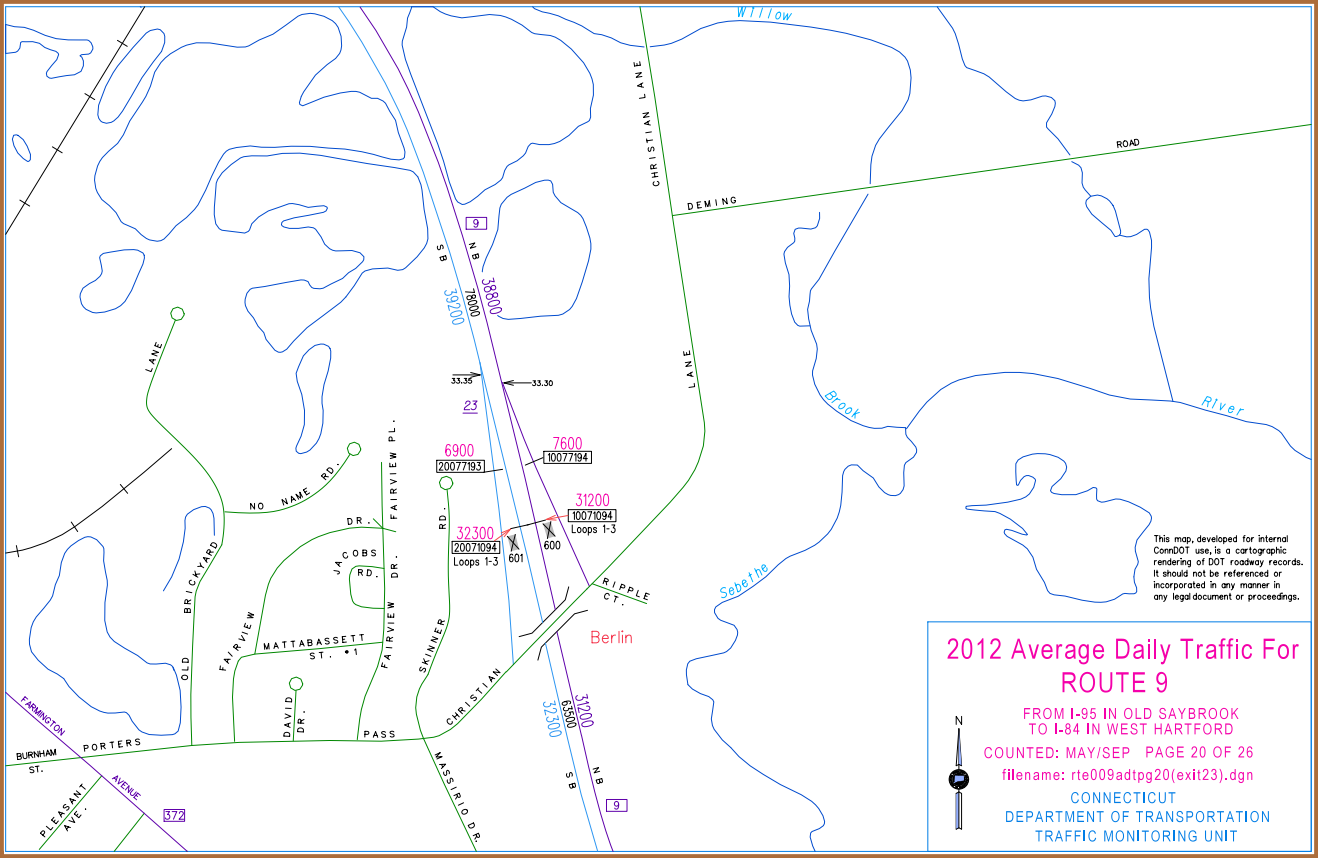 Willow
CHRISTIAN LANE
DEMING
ROAD
9
SB
NB
39200
78000
38800
LANE
LANE
33.35
33.30
23
Brook
River
6900
20077193
7600
10077194
NO NAME RD.
FAIRVIEW PL.
RD.
DR.
31200
10071094
Loops 1-3
32300
20071094
Loops 1-3
601
600
JACOBS
RD.
DR.
OLD BRICKYARD
FAIRVIEW
MATTABASSETT
ST. #1
FAIRVIEW
SKINNER
RIPPLE
CT.
Berlin
Sebethe
This map, developed for internal
ConnDOT use, is a cartographic
rendering of DOT roadway records.
It should not be referenced or
incorporated in any manner in
any legal document or proceedings.
CHRISTIAN
DAVID
DR.
PASS
PORTERS
BURNHAM
ST.
FARMINGTON
AVENUE
372
PLEASANT
AVE.
MASSIRIO DR.
32300
63500
31200
SB
NB
9
2012 Average Daily Traffic For
ROUTE 9
FROM I-95 IN OLD SAYBROOK
TO I-84 IN WEST HARTFORD
COUNTED: MAY/SEP PAGE 20 OF 26
filename: rte009adtpg20(exit23).dgn
CONNECTICUT
DEPARTMENT OF TRANSPORTATION
TRAFFIC MONITORING UNIT
N